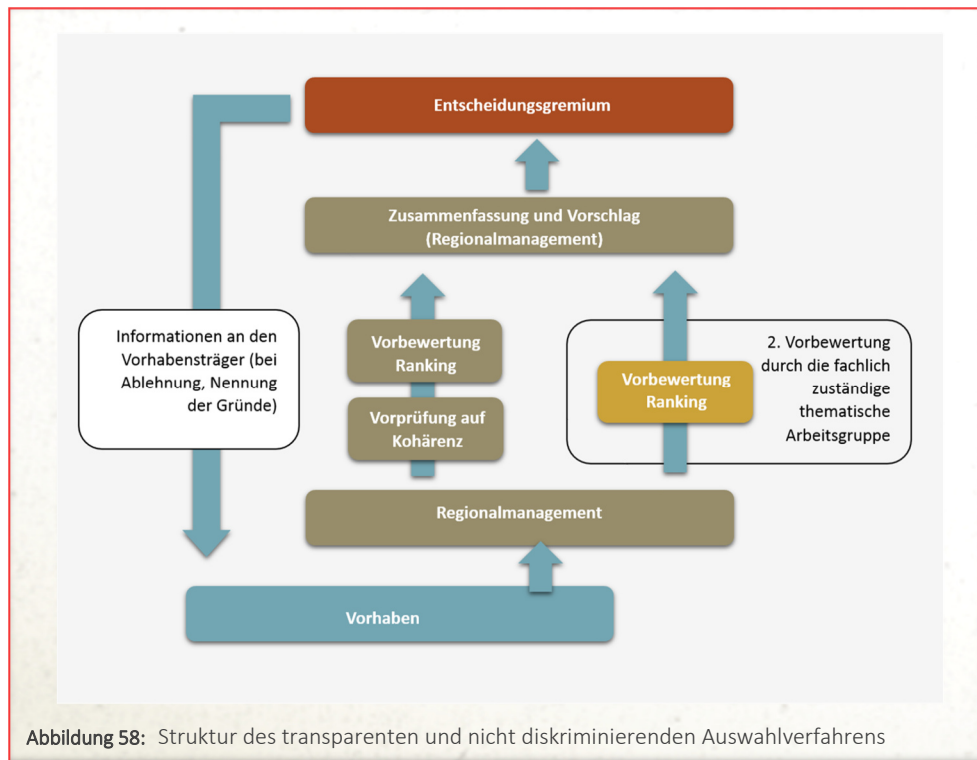 Entscheidungsgremium
Zusammenfassung und Vorschlag
(Regionalmanagement)
Informationen an den
Vorhabensträger (bei
Ablehnung, Nennung
der Gründe)
Vorbewertung
Ranking
Vorprüfung auf
Kohärenz
Vorbewertung
Ranking
2. Vorbewertung
durch die fachlich
zuständige
thematische
Arbeitsgruppe
Regionalmanagement
Vorhaben
Abbildung 58: Struktur des transparenten und nicht diskriminierenden Auswahlverfahrens